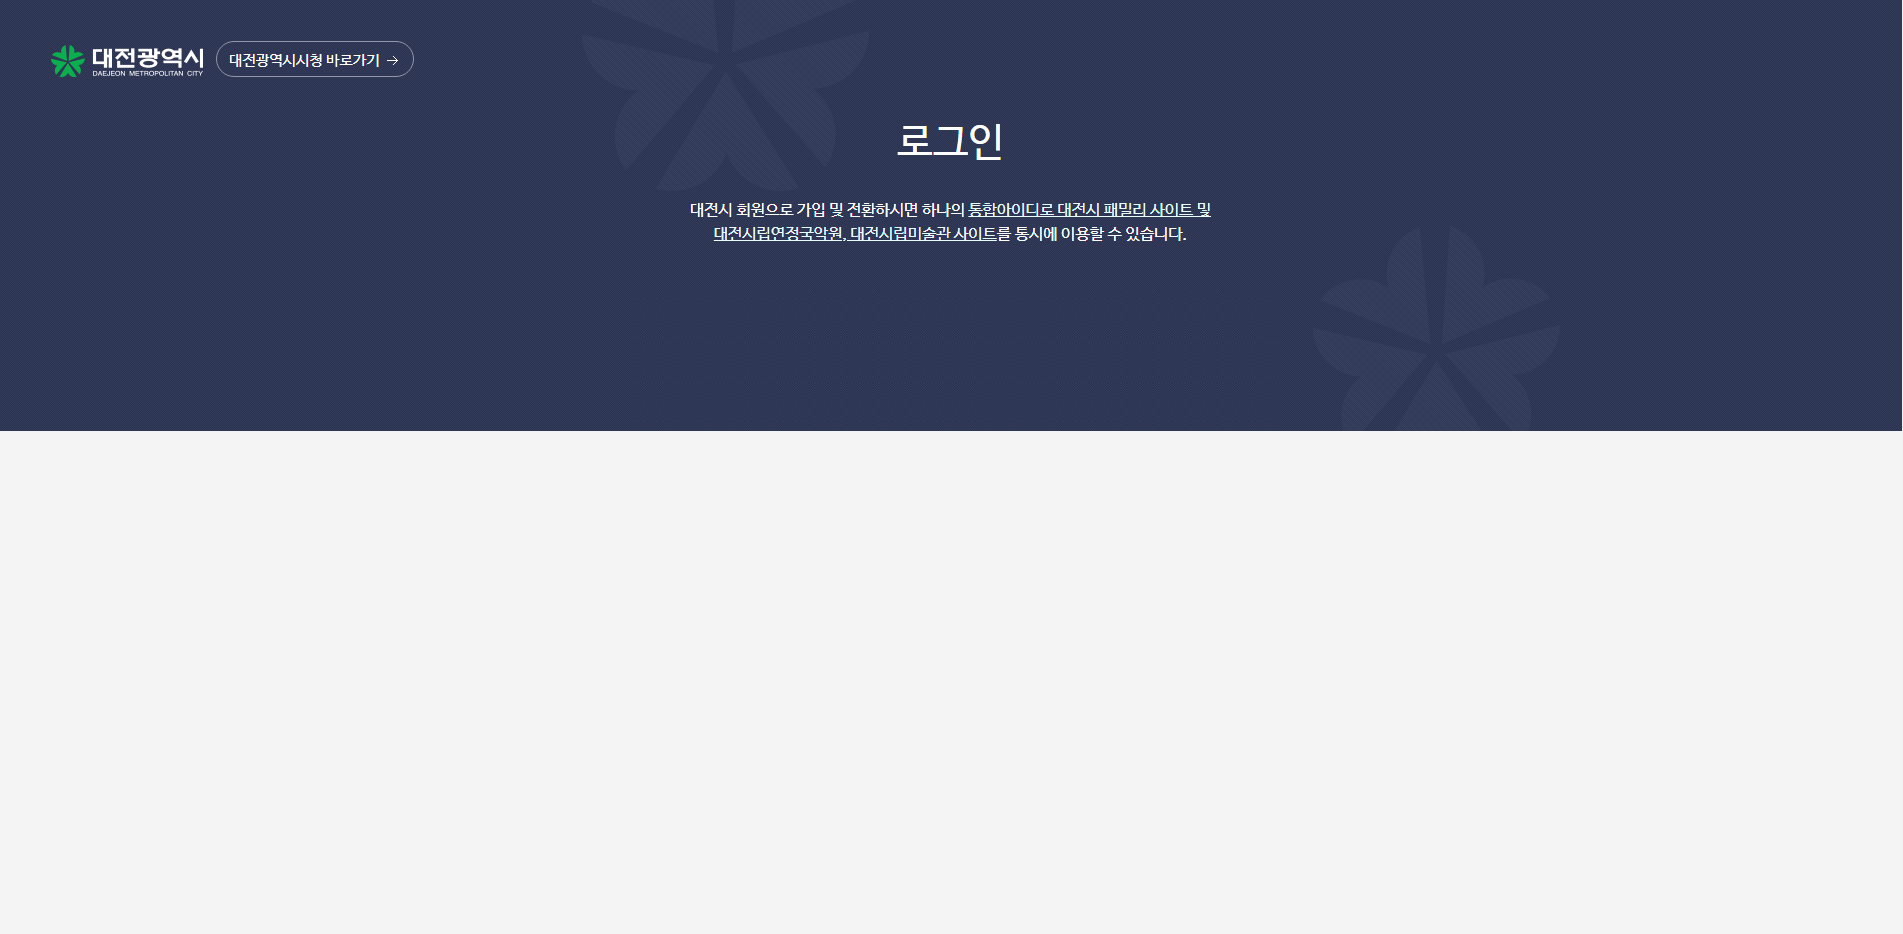 대전광역시
DAEJEON METROPOLITAN CITY
대전광역시시청 바로가기 →
로그인
대전시 회원으로 가입 및 전환하시면 하나의 통합아이디로 대전시 패밀리 사이트 및
대전시립연정국악원, 대전시립미술관 사이트를 통시에 이용할 수 있습니다.